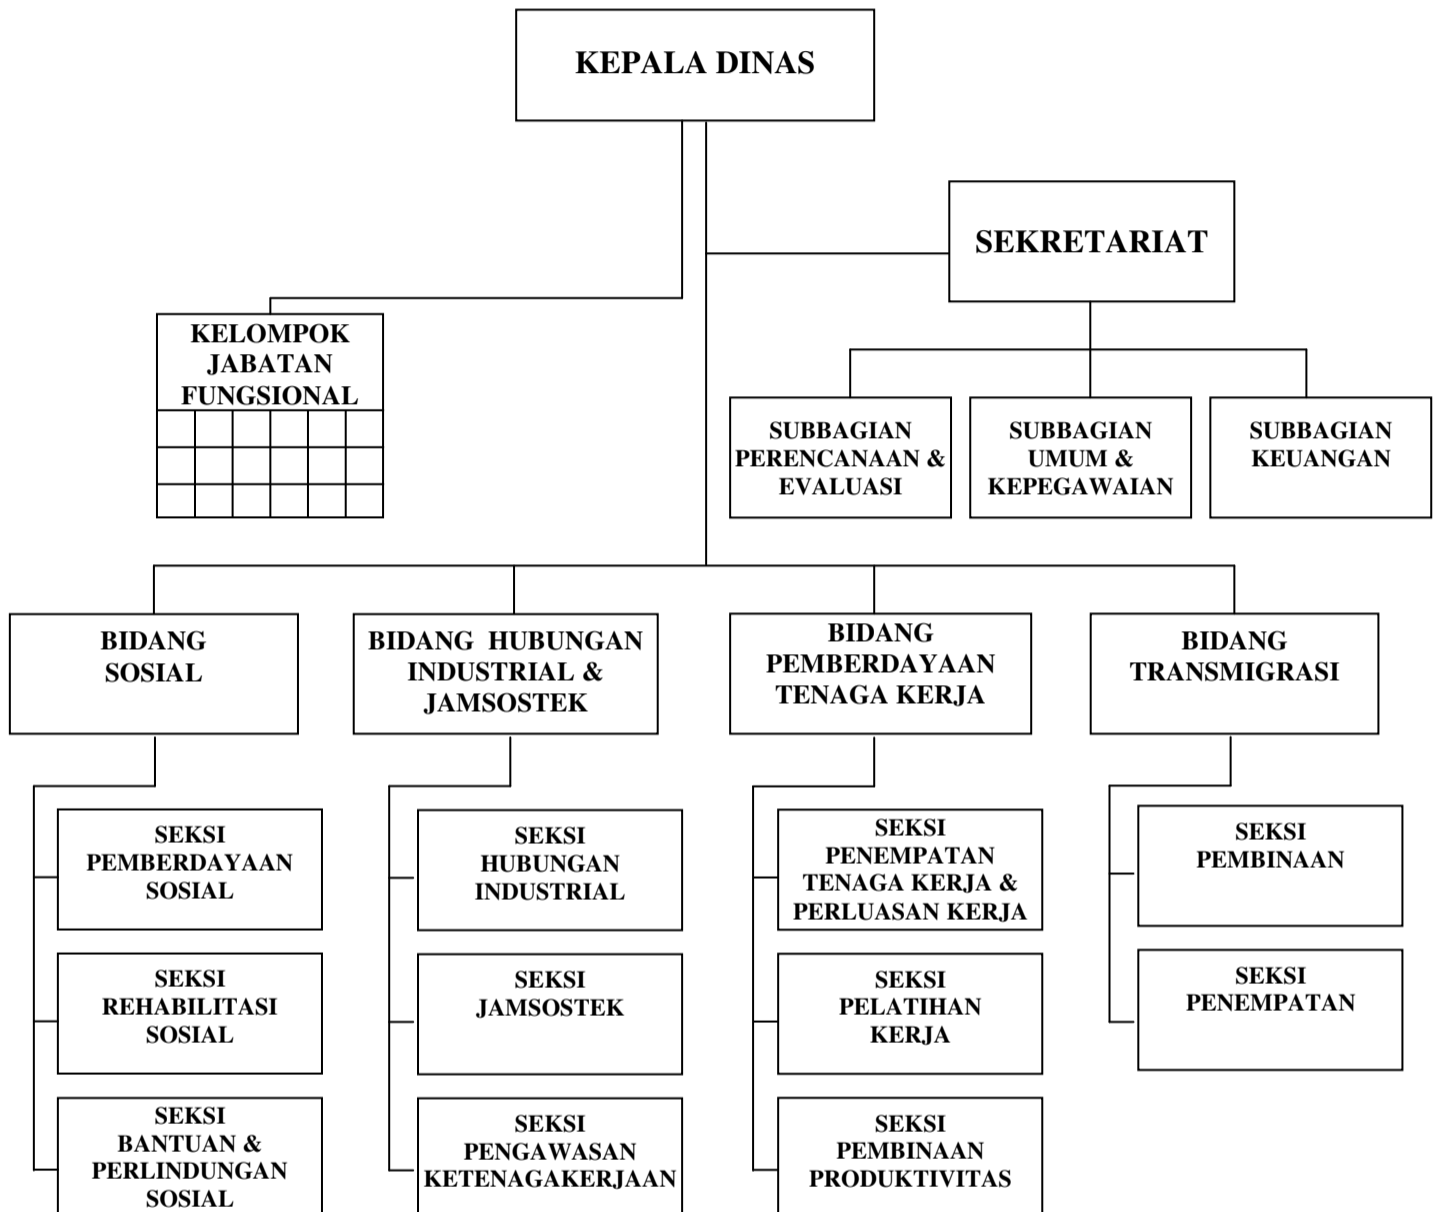 KEPALA DINAS
SEKRETARIAT
KELOMPOK
JABATAN
FUNGSIONAL
SUBBAGIAN
PERENCANAAN &
EVALUASI
SUBBAGIAN
UMUM &
KEPEGAWAIAN
SUBBAGIAN
KEUANGAN
BIDANG
SOSIAL
BIDANG HUBUNGAN
INDUSTRIAL &
JAMSOSTEK
BIDANG
PEMBERDAYAAN
TENAGA KERJA
BIDANG
TRANSMIGRASI
SEKSI
PEMBERDAYAAN
SOSIAL
SEKSI
HUBUNGAN
INDUSTRIAL
SEKSI
PENEMPATAN
TENAGA KERJA &
PERLUASAN KERJA
SEKSI
PEMBINAAN
SEKSI
REHABILITASI
SOSIAL
SEKSI
JAMSOSTEK
SEKSI
PELATIHAN
KERJA
SEKSI
PENEMPATAN
SEKSI
BANTUAN &
PERLINDUNGAN
SOSIAL
SEKSI
PENGAWASAN
KETENAGAKERJAAN
SEKSI
PEMBINAAN
PRODUKTIVITAS